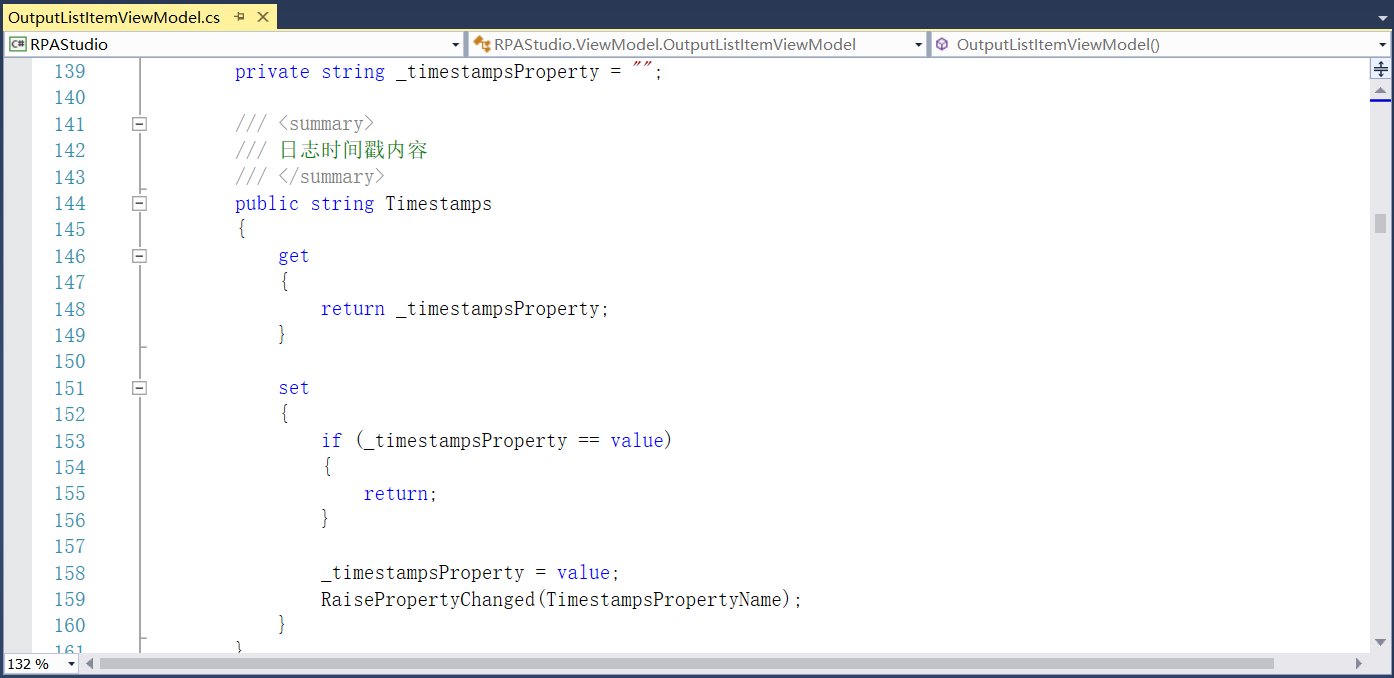 OutputListItemViewModel.cs
RPAStudio
RPAStudio.ViewModel.OutputListItemViewModel
OutputListItemViewModel()
139 private string _timestampsProperty = "";
140
141 /// <summary>
142 /// 日志时间戳内容
143 /// </summary>
144 public string Timestamps
145 {
146 get
147 {
148 return _timestampsProperty;
149 }
150
151 set
152 {
153 if (_timestampsProperty == value)
154 {
155 return;
156 }
157
158 _timestampsProperty = value;
159 RaisePropertyChanged(TimestampsPropertyName);
160 }
161 }
132 %